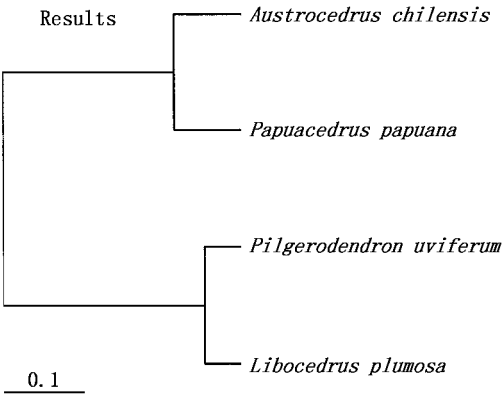 Results
Austrocedrus chilensis
Papuacedrus papuana
Pilgerodendron uviferum
Libocedrus plumosa
0.1